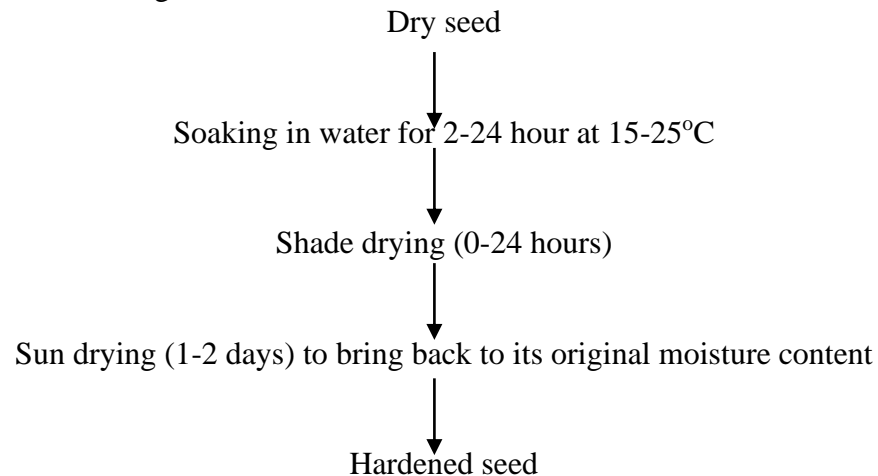 Dry seed
Soaking in water for 2-24 hour at 15-25°C
Shade drying (0-24 hours)
Sun drying (1-2 days) to bring back to its original moisture content
Hardened seed